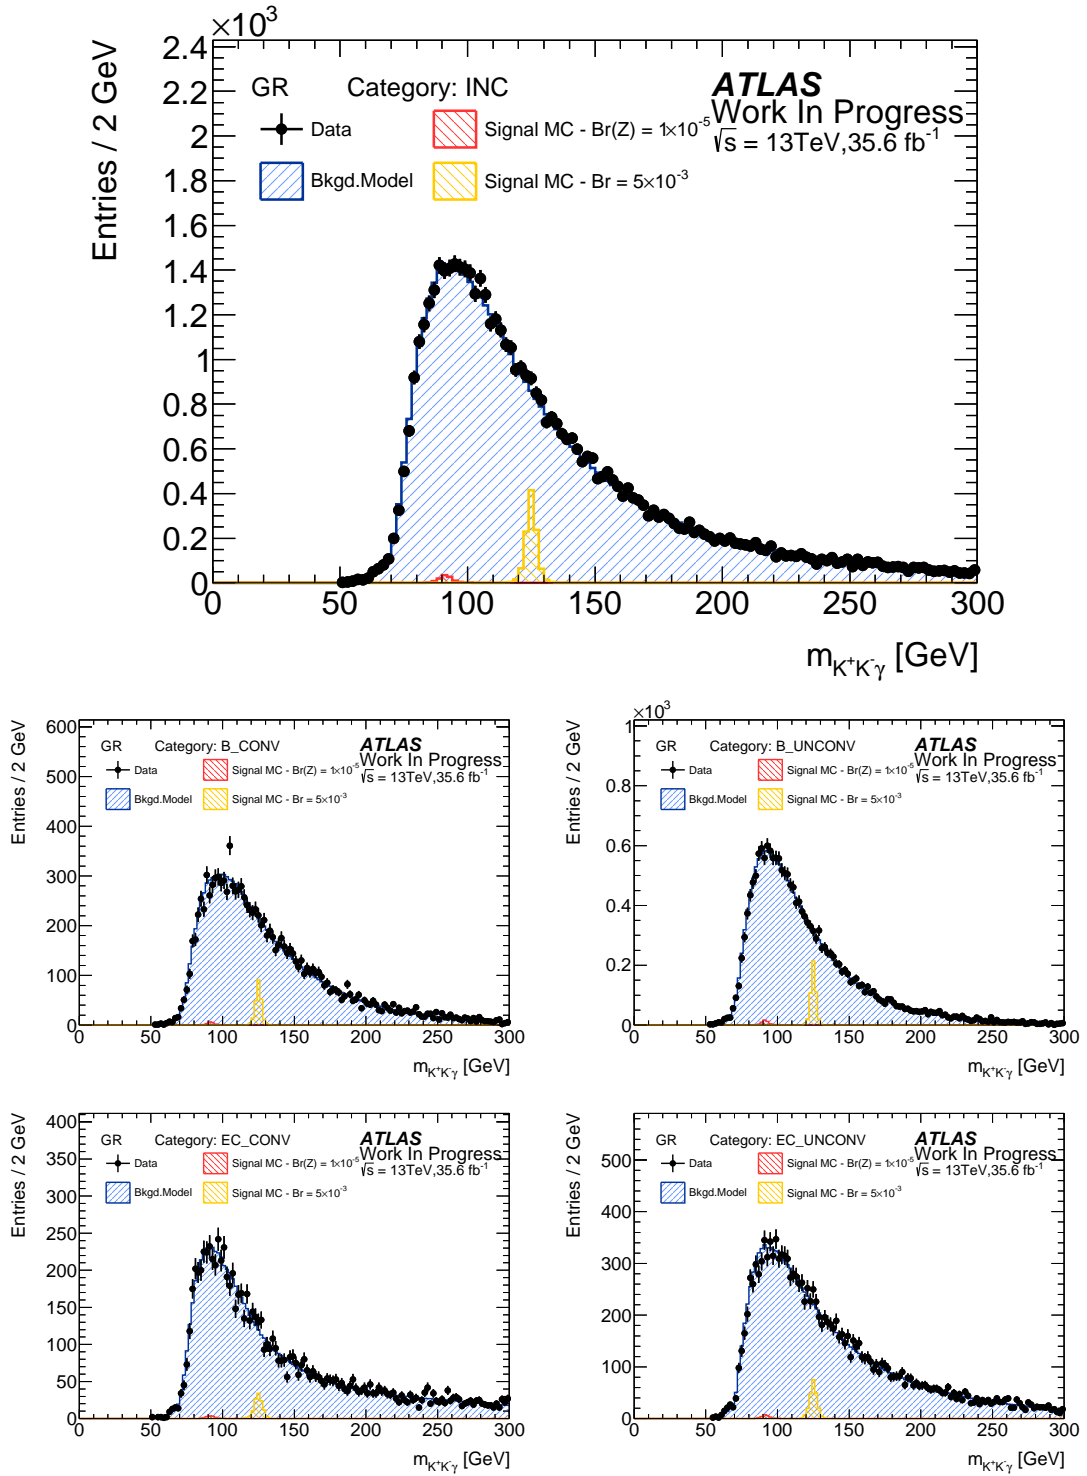 ×10³
Entries / 2 GeV
2.4
2.2
2
1.8
1.6
1.4
1.2
1
0.8
0.6
0.4
0.2
0
GR Category: INC
Data
Bkgd.Model
Signal MC - Br(Z) = 1×10⁻⁵
Signal MC - Br = 5×10⁻³
ATLAS
Work In Progress
√s = 13TeV,35.6 fb⁻¹
0 50 100 150 200 250 300
m_K⁺K⁻γ [GeV]
Entries / 2 GeV
600
500
400
300
200
100
0
GR Category: B_CONV
Data
Bkgd.Model
Signal MC - Br(Z) = 1×10⁻⁵
Signal MC - Br = 5×10⁻³
ATLAS
Work In Progress
√s = 13TeV,35.6 fb⁻¹
0 50 100 150 200 250 300
m_K⁺K⁻γ [GeV]
×10³
Entries / 2 GeV
1
0.8
0.6
0.4
0.2
0
GR Category: B_UNCONV
Data
Bkgd.Model
Signal MC - Br(Z) = 1×10⁻⁵
Signal MC - Br = 5×10⁻³
ATLAS
Work In Progress
√s = 13TeV,35.6 fb⁻¹
0 50 100 150 200 250 300
m_K⁺K⁻γ [GeV]
Entries / 2 GeV
400
350
300
250
200
150
100
50
0
GR Category: EC_CONV
Data
Bkgd.Model
Signal MC - Br(Z) = 1×10⁻⁵
Signal MC - Br = 5×10⁻³
ATLAS
Work In Progress
√s = 13TeV,35.6 fb⁻¹
0 50 100 150 200 250 300
m_K⁺K⁻γ [GeV]
Entries / 2 GeV
500
400
300
200
100
0
GR Category: EC_UNCONV
Data
Bkgd.Model
Signal MC - Br(Z) = 1×10⁻⁵
Signal MC - Br = 5×10⁻³
ATLAS
Work In Progress
√s = 13TeV,35.6 fb⁻¹
0 50 100 150 200 250 300
m_K⁺K⁻γ [GeV]